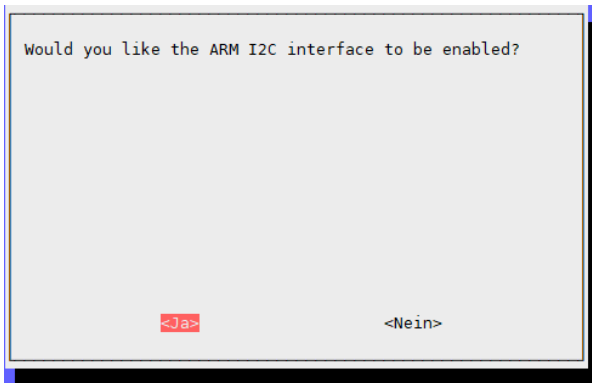 Would you like the ARM I2C interface to be enabled?
<Ja> <Nein>